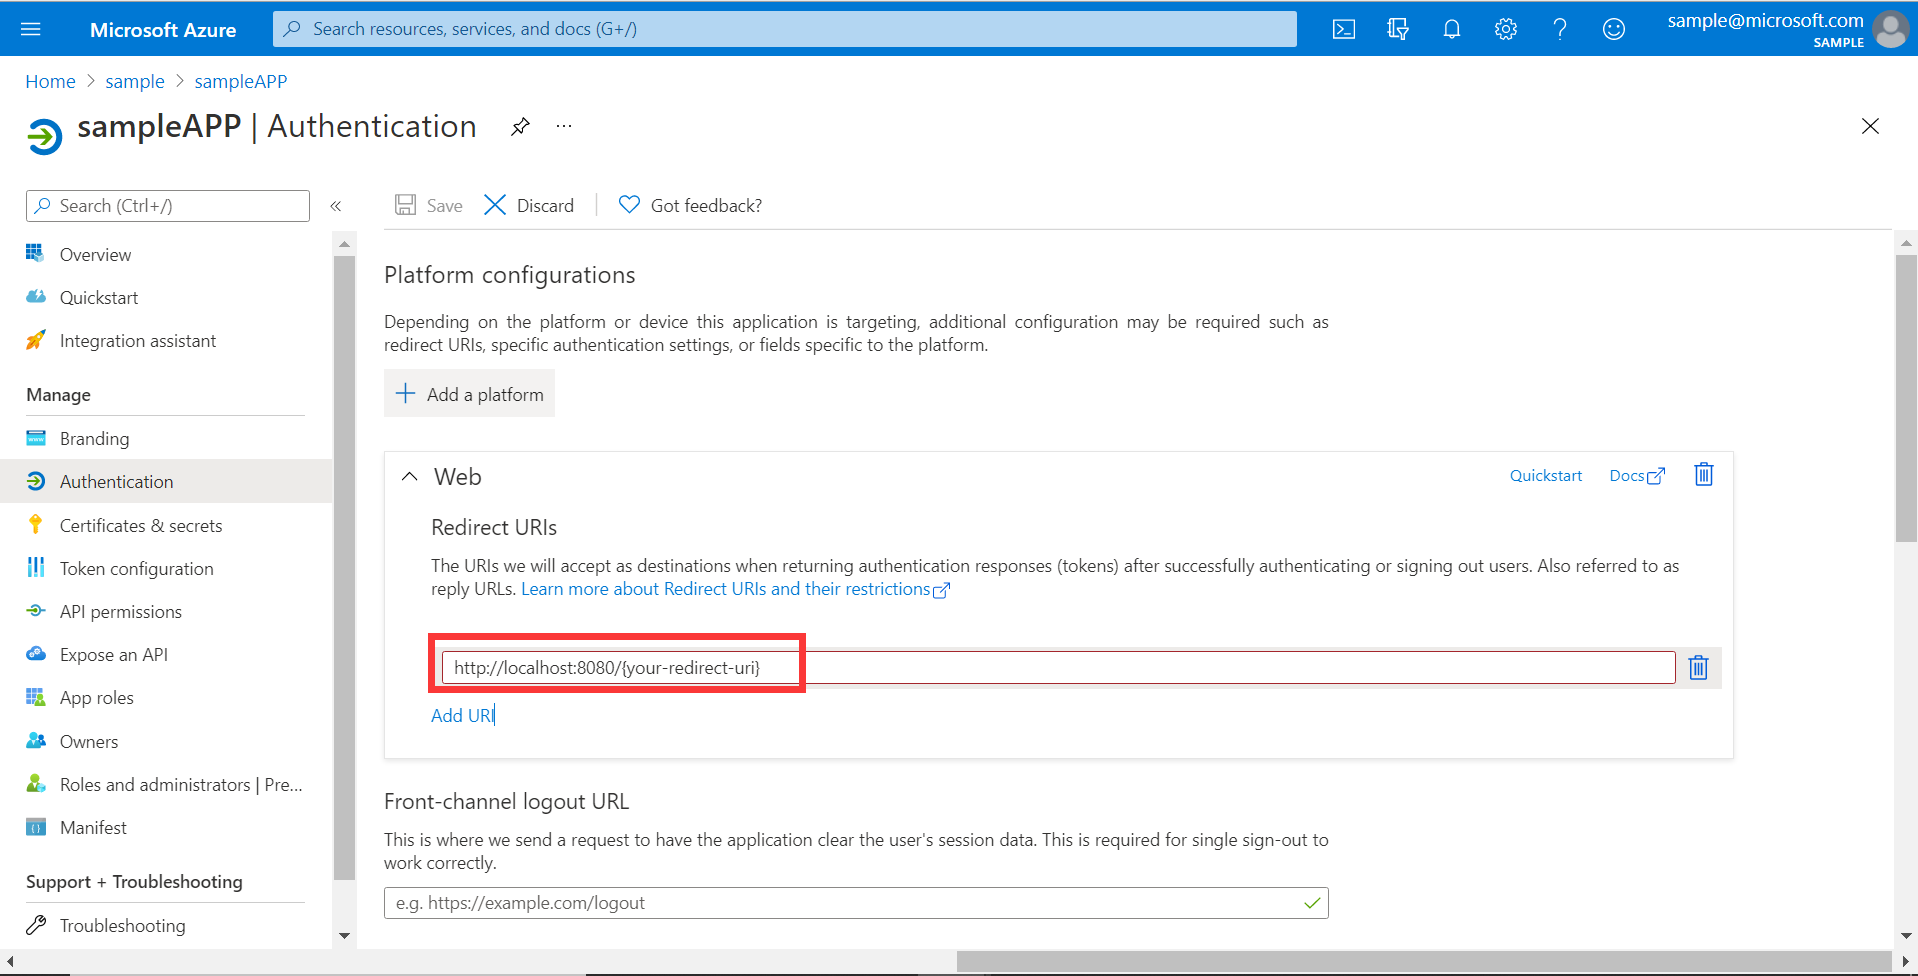 Microsoft Azure
Search resources, services, and docs (G+/)
sample@microsoft.com
SAMPLE
Home > sample > sampleAPP
sampleAPP | Authentication
Search (Ctrl+/)
«
Save
Discard
Got feedback?
Overview
Quickstart
Integration assistant
Manage
Branding
Authentication
Certificates & secrets
Token configuration
API permissions
Expose an API
App roles
Owners
Roles and administrators | Pre...
Manifest
Support + Troubleshooting
Troubleshooting
Platform configurations
Depending on the platform or device this application is targeting, additional configuration may be required such as
redirect URIs, specific authentication settings, or fields specific to the platform.
Add a platform
Web
Quickstart
Docs
Redirect URIs
The URIs we will accept as destinations when returning authentication responses (tokens) after successfully authenticating or signing out users. Also referred to as
reply URLs. Learn more about Redirect URIs and their restrictions
http://localhost:8080/{your-redirect-uri}
Add URI
Front-channel logout URL
This is where we send a request to have the application clear the user's session data. This is required for single sign-out to
work correctly.
e.g. https://example.com/logout